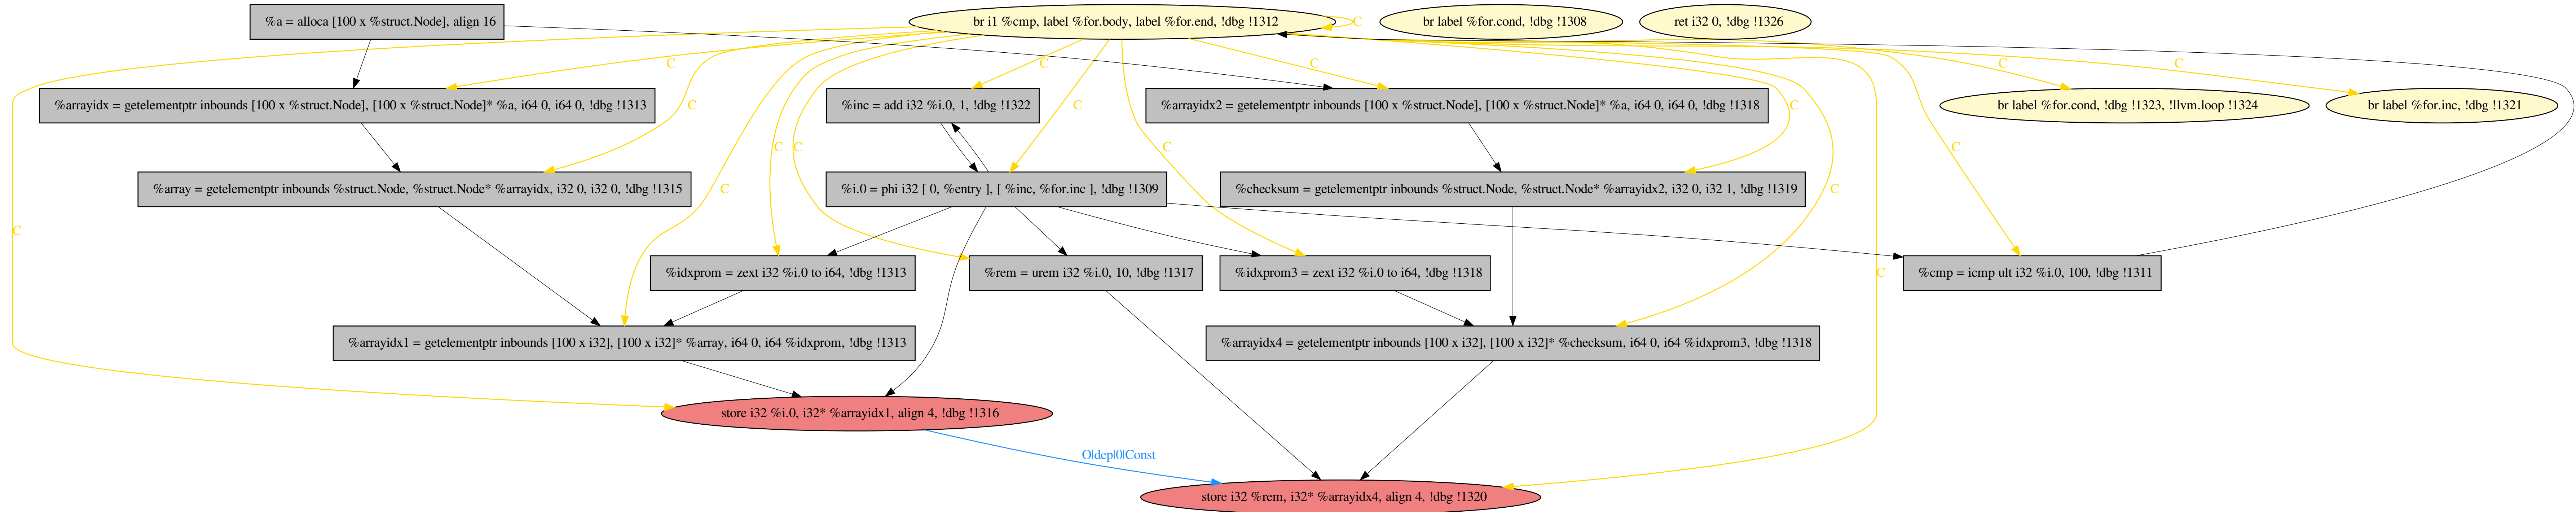 %a = alloca [100 x %struct.Node], align 16
br i1 %cmp, label %for.body, label %for.end, !dbg !1312
C
br label %for.cond, !dbg !1308
ret i32 0, !dbg !1326
C
C
C
C
C
%arrayidx = getelementptr inbounds [100 x %struct.Node], [100 x %struct.Node]* %a, i64 0, i64 0, !dbg !1313
C
%inc = add i32 %i.0, 1, !dbg !1322
C
%arrayidx2 = getelementptr inbounds [100 x %struct.Node], [100 x %struct.Node]* %a, i64 0, i64 0, !dbg !1318
C
br label %for.cond, !dbg !1323, !llvm.loop !1324
br label %for.inc, !dbg !1321
C
C
C
C
%array = getelementptr inbounds %struct.Node, %struct.Node* %arrayidx, i32 0, i32 0, !dbg !1315
C
%i.0 = phi i32 [ 0, %entry ], [ %inc, %for.inc ], !dbg !1309
%checksum = getelementptr inbounds %struct.Node, %struct.Node* %arrayidx2, i32 0, i32 1, !dbg !1319
C
C
%idxprom = zext i32 %i.0 to i64, !dbg !1313
%rem = urem i32 %i.0, 10, !dbg !1317
%idxprom3 = zext i32 %i.0 to i64, !dbg !1318
C
%cmp = icmp ult i32 %i.0, 100, !dbg !1311
%arrayidx1 = getelementptr inbounds [100 x i32], [100 x i32]* %array, i64 0, i64 %idxprom, !dbg !1313
%arrayidx4 = getelementptr inbounds [100 x i32], [100 x i32]* %checksum, i64 0, i64 %idxprom3, !dbg !1318
store i32 %i.0, i32* %arrayidx1, align 4, !dbg !1316
O|dep|0|Const
store i32 %rem, i32* %arrayidx4, align 4, !dbg !1320